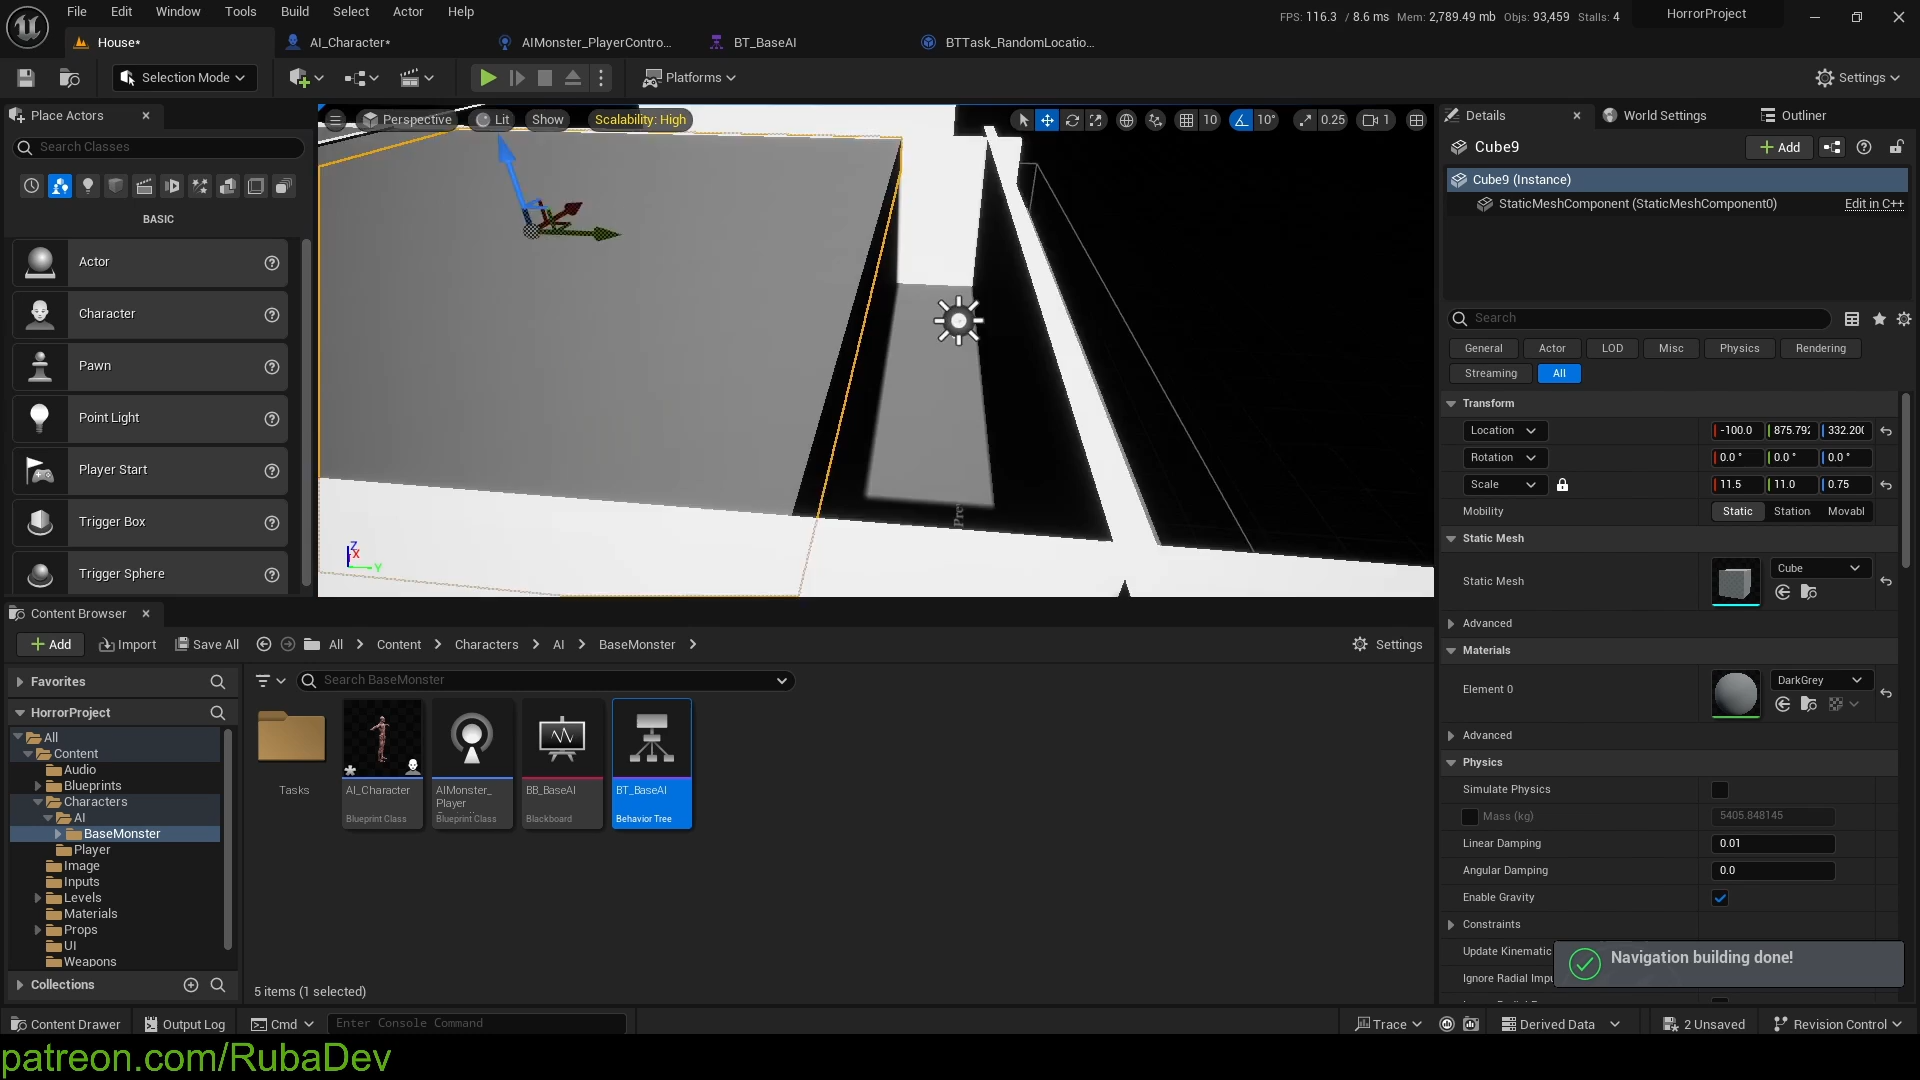 File Edit Window Tools Build Select Actor Help
FPS: 116.3 / 8.6 ms Mem: 2,789.49 mb Objs: 93,459 Stalls: 4
HorrorProject
House*
AI_Character*
AIMonster_PlayerContro...
BT_BaseAI
BTTask_RandomLocatio...
Selection Mode
Platforms
Settings
Place Actors
Search Classes
BASIC
Actor
Character
Pawn
Point Light
Player Start
Trigger Box
Trigger Sphere
Perspective
Lit
Show
Scalability: High
10
10°
0.25
1
Pre
Z
X
Y
Details
World Settings
Outliner
Cube9
Add
Cube9 (Instance)
StaticMeshComponent (StaticMeshComponent0)
Edit in C++
Search
General Actor LOD Misc Physics Rendering
Streaming All
Transform
Location -100.0 875.792 332.200
Rotation 0.0 ° 0.0 ° 0.0 °
Scale 11.5 11.0 0.75
Mobility Static Station Movabl
Static Mesh
Static Mesh Cube
Advanced
Materials
Element 0 DarkGrey
Advanced
Physics
Simulate Physics
Mass (kg) 5405.848145
Linear Damping 0.01
Angular Damping 0.0
Enable Gravity
Constraints
Update Kinematic
Ignore Radial Impu
Navigation building done!
Content Browser
Add Import Save All All Content Characters AI BaseMonster
Settings
Favorites
HorrorProject
All
Content
Audio
Blueprints
Characters
AI
BaseMonster
Player
Image
Inputs
Levels
Materials
Props
UI
Weapons
Collections
Search BaseMonster
Tasks
AI_Character
Blueprint Class
AIMonster_
Player
Blueprint Class
BB_BaseAI
Blackboard
BT_BaseAI
Behavior Tree
5 items (1 selected)
Content Drawer Output Log Cmd Enter Console Command
Trace Derived Data 2 Unsaved Revision Control
patreon.com/RubaDev